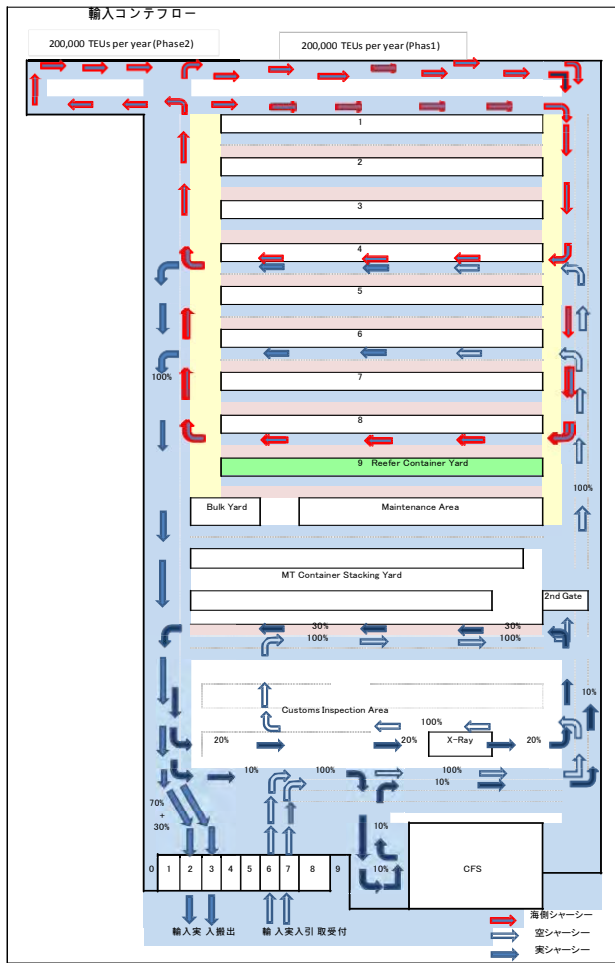 輸入コンテフロー
200,000 TEUs per year (Phase2)
200,000 TEUs per year (Phas1)
1
2
3
4
5
6
100%
7
8
9 Reefer Container Yard
100%
Bulk Yard
Maintenance Area
MT Container Stacking Yard
2nd Gate
30%
30%
100%
100%
10%
Customs Inspection Area
100%
20%
20%
X-Ray
20%
10%
100%
100%
10%
70%
+
30%
10%
10%
0 1 2 3 4 5 6 7 8 9
CFS
輸入実入搬出
輸入実入引取受付
海側シャーシー
空シャーシー
実シャーシー